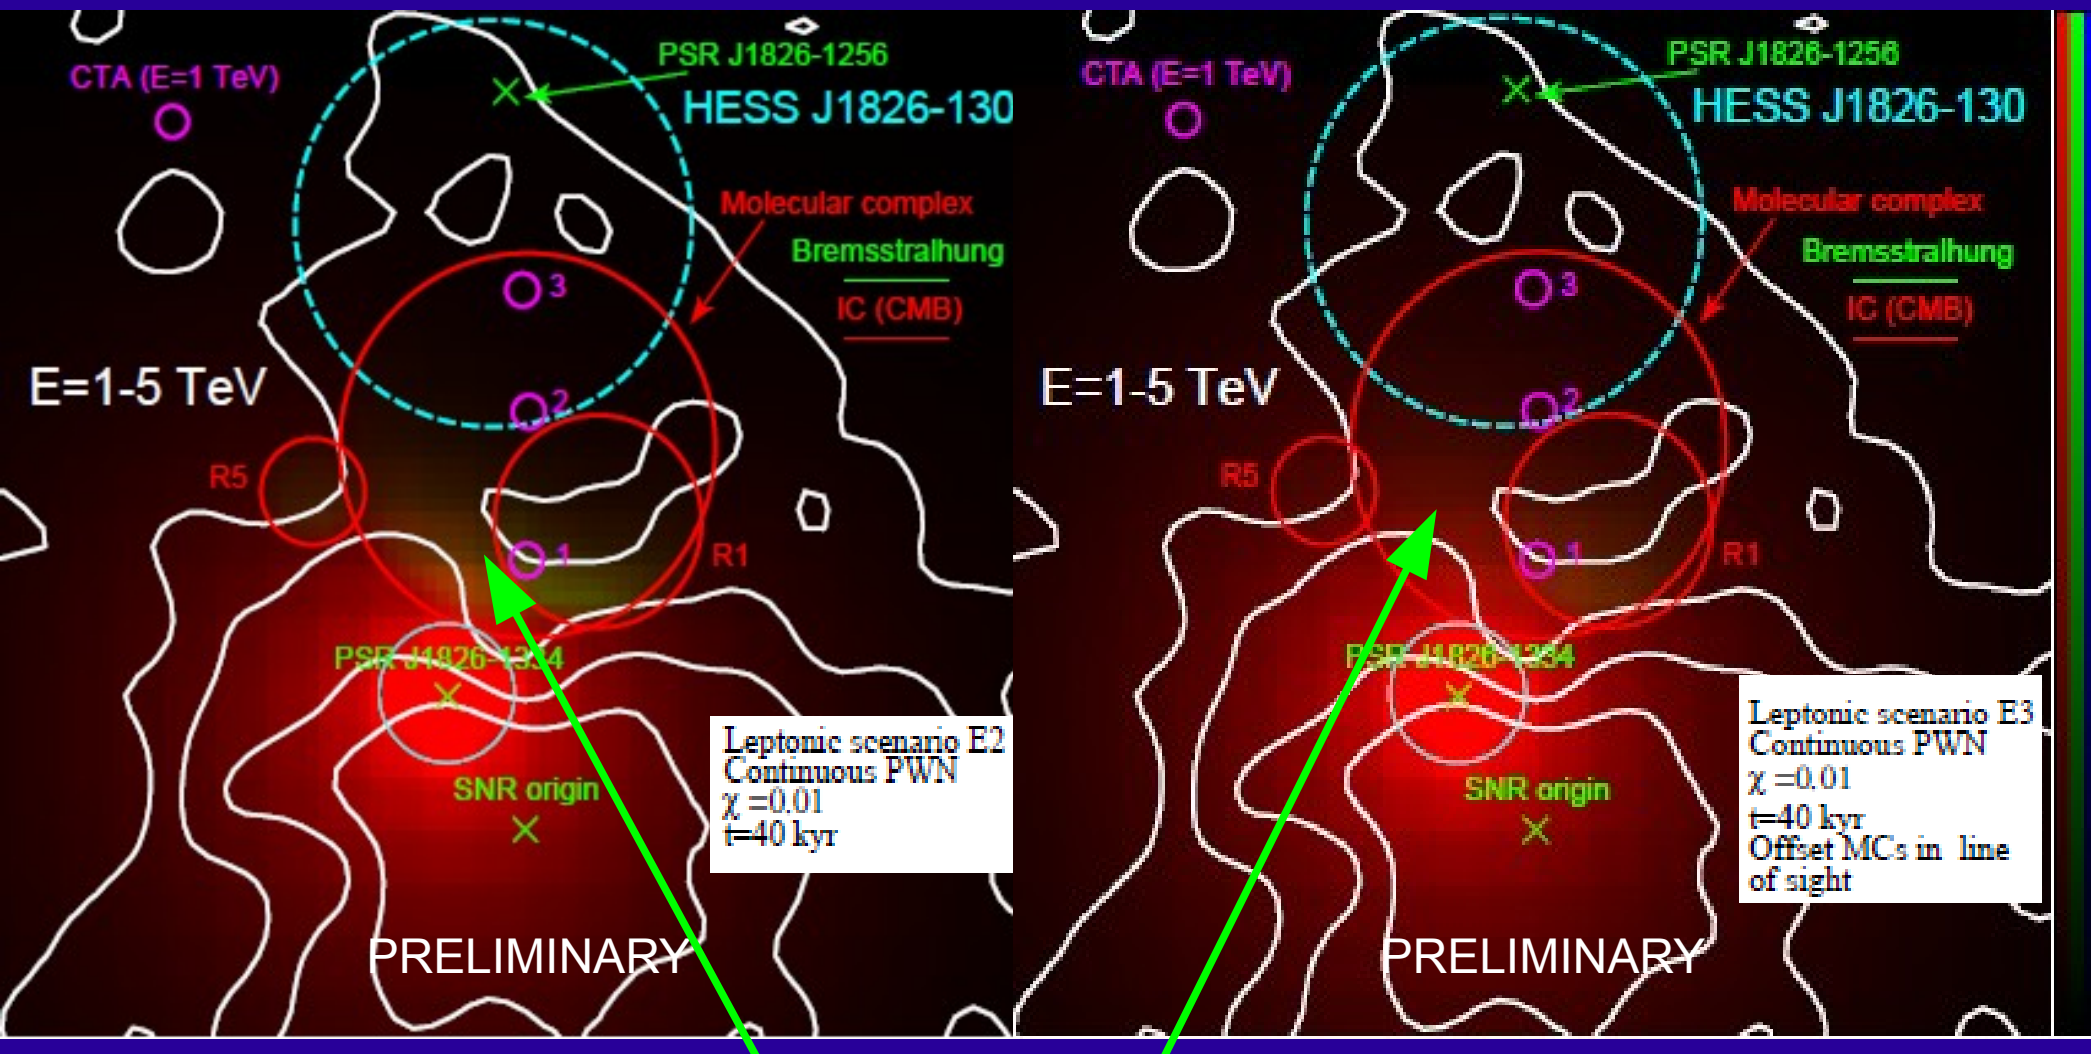 PSR J1826-1256
CTA (E=1 TeV)
HESS J1826-130
Molecular complex
Bremsstralhung
3
IC (CMB)
E=1-5 TeV
2
R5
1
R1
PSR J1826-1334
SNR origin
Leptonic scenario E2
Continuous PWN
χ =0.01
t=40 kyr
PRELIMINARY
PSR J1826-1256
CTA (E=1 TeV)
HESS J1826-130
Molecular complex
Bremsstralhung
3
IC (CMB)
E=1-5 TeV
2
R5
1
R1
PSR J1826-1334
SNR origin
Leptonic scenario E3
Continuous PWN
χ =0.01
t=40 kyr
Offset MCs in line
of sight
PRELIMINARY